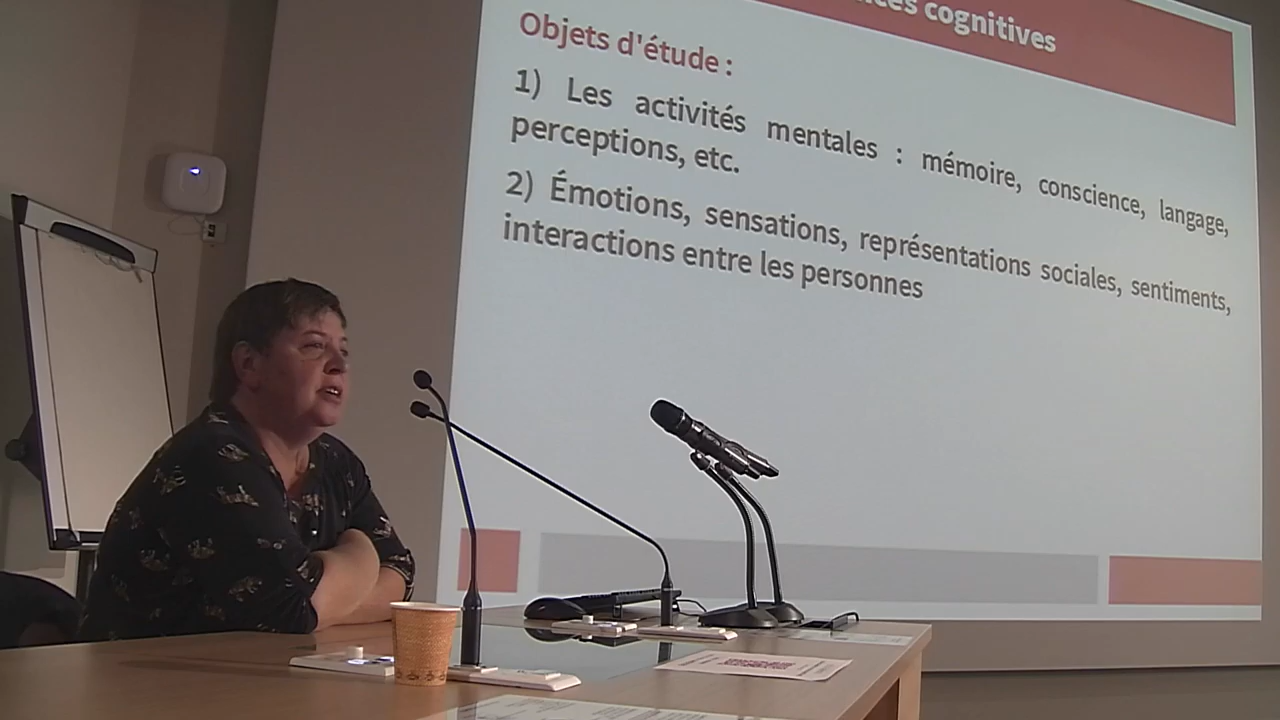 cognitives
Objets d'étude :
1) Les activités mentales : mémoire, conscience, langage,
perceptions, etc.
2) Émotions, sensations, représentations sociales, sentiments,
interactions entre les personnes